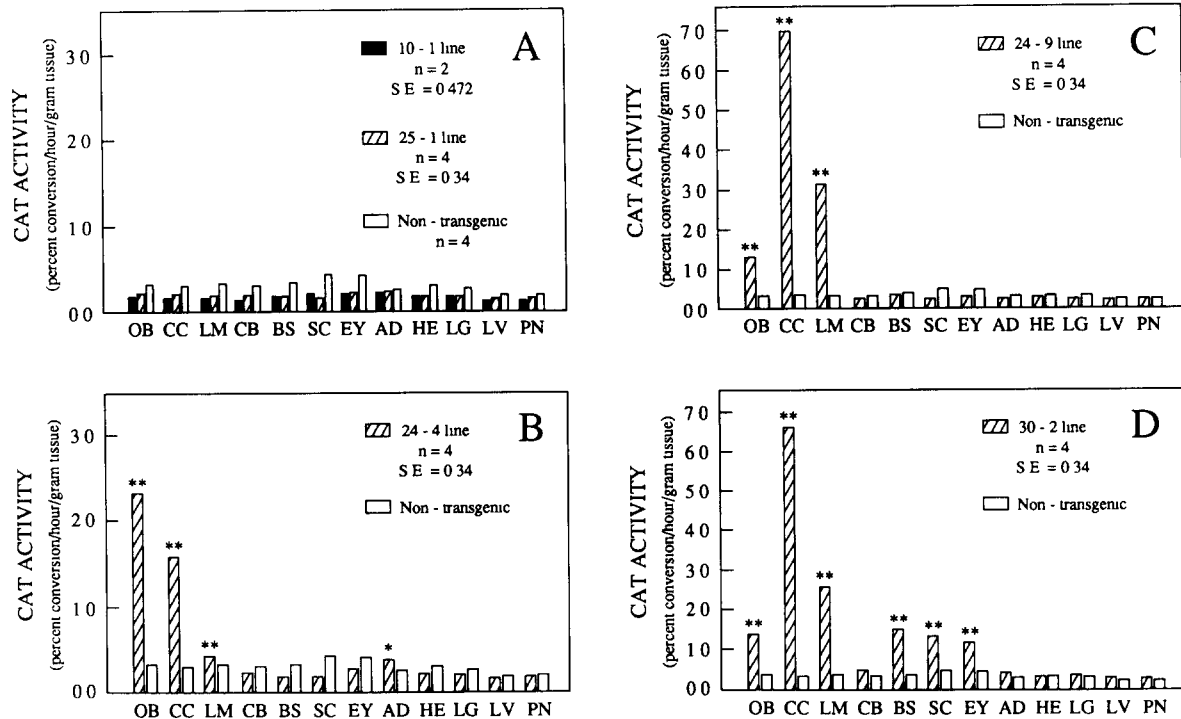 A
CAT ACTIVITY
(percent conversion/hour/gram tissue)
3 0
2 0
1 0
0 0
10 - 1 line
n = 2
S E = 0 472
25 - 1 line
n = 4
S E = 0 34
Non - transgenic
n = 4
OB CC LM CB BS SC EY AD HE LG LV PN
B
CAT ACTIVITY
(percent conversion/hour/gram tissue)
3 0
2 0
1 0
0 0
24 - 4 line
n = 4
S E = 0 34
Non - transgenic
**
**
**
*
OB CC LM CB BS SC EY AD HE LG LV PN
C
CAT ACTIVITY
(percent conversion/hour/gram tissue)
7 0
6 0
5 0
4 0
3 0
2 0
1 0
0 0
24 - 9 line
n = 4
S E = 0 34
Non - transgenic
**
**
**
OB CC LM CB BS SC EY AD HE LG LV PN
D
CAT ACTIVITY
(percent conversion/hour/gram tissue)
7 0
6 0
5 0
4 0
3 0
2 0
1 0
0 0
30 - 2 line
n = 4
S E = 0 34
Non - transgenic
**
**
**
**
**
**
OB CC LM CB BS SC EY AD HE LG LV PN